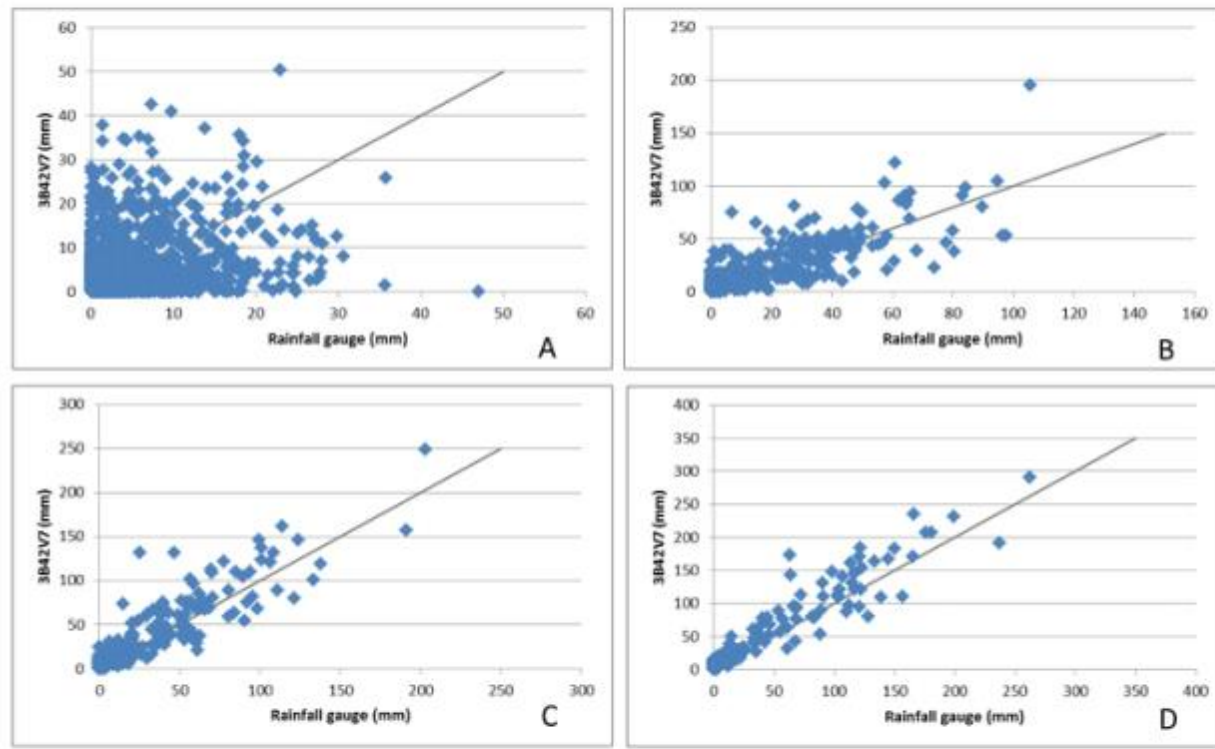 60
50
40
30
20
10
0
3B42V7 (mm)
0 10 20 30 40 50 60
Rainfall gauge (mm)
A
250
200
150
100
50
0
3B42V7 (mm)
0 20 40 60 80 100 120 140 160
Rainfall gauge (mm)
B
300
250
200
150
100
50
0
3B42V7 (mm)
0 50 100 150 200 250 300
Rainfall gauge (mm)
C
400
350
300
250
200
150
100
50
0
3B42V7 (mm)
0 50 100 150 200 250 300 350 400
Rainfall gauge (mm)
D